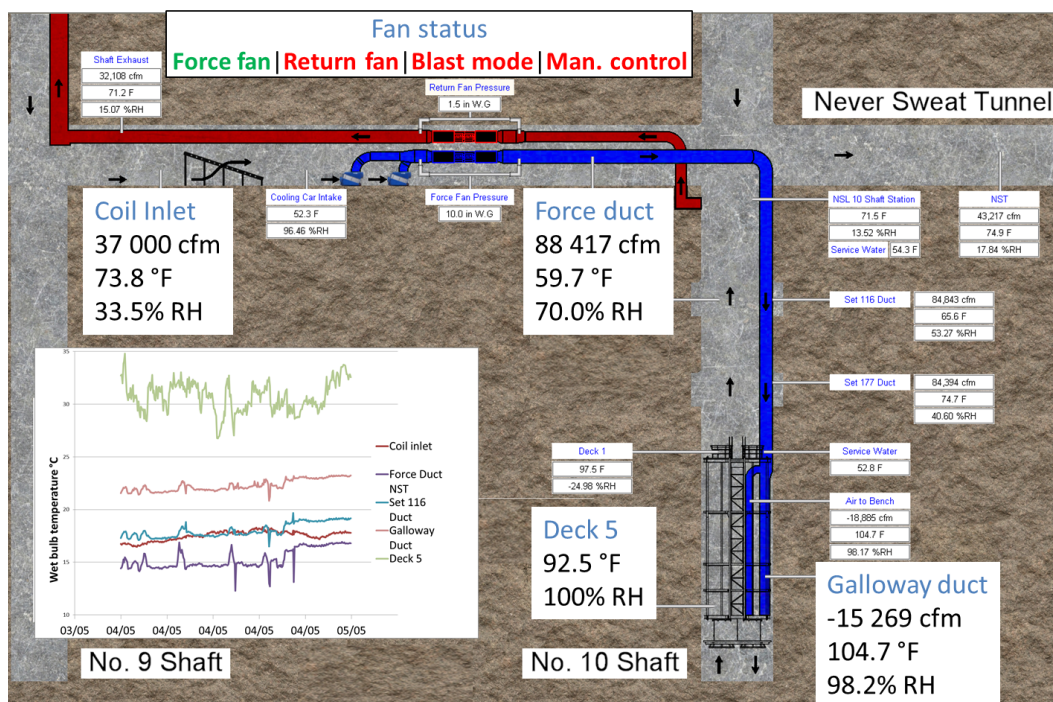 Fan status
Force fan|Return fan|Blast mode|Man. control
Shaft Exhaust
32,108 cfm
71.2 F
15.07 %RH
Return Fan Pressure
1.5 in W.G
Never Sweat Tunnel
Coil Inlet
37 000 cfm
73.8 °F
33.5% RH
Cooling Car Intake
52.3 F
96.46 %RH
Force Fan Pressure
10.0 in W.G
Force duct
88 417 cfm
59.7 °F
70.0% RH
NSL 10 Shaft Station
71.5 F
13.52 %RH
Service Water 54.3 F
NST
43,217 cfm
74.9 F
17.84 %RH
Set 116 Duct
84,843 cfm
65.6 F
53.27 %RH
Set 177 Duct
84,394 cfm
74.7 F
40.60 %RH
Wet bulb temperature °C
35
30
25
20
15
10
03/05 04/05 04/05 04/05 04/05 04/05 05/05
Coil inlet
Force Duct
NST
Set 116
Duct
Galloway
Duct
Deck 5
Deck 1
97.5 F
-24.98 %RH
Service Water
52.8 F
Air to Bench
-18,885 cfm
104.7 F
98.17 %RH
Deck 5
92.5 °F
100% RH
Galloway duct
-15 269 cfm
104.7 °F
98.2% RH
No. 9 Shaft
No. 10 Shaft